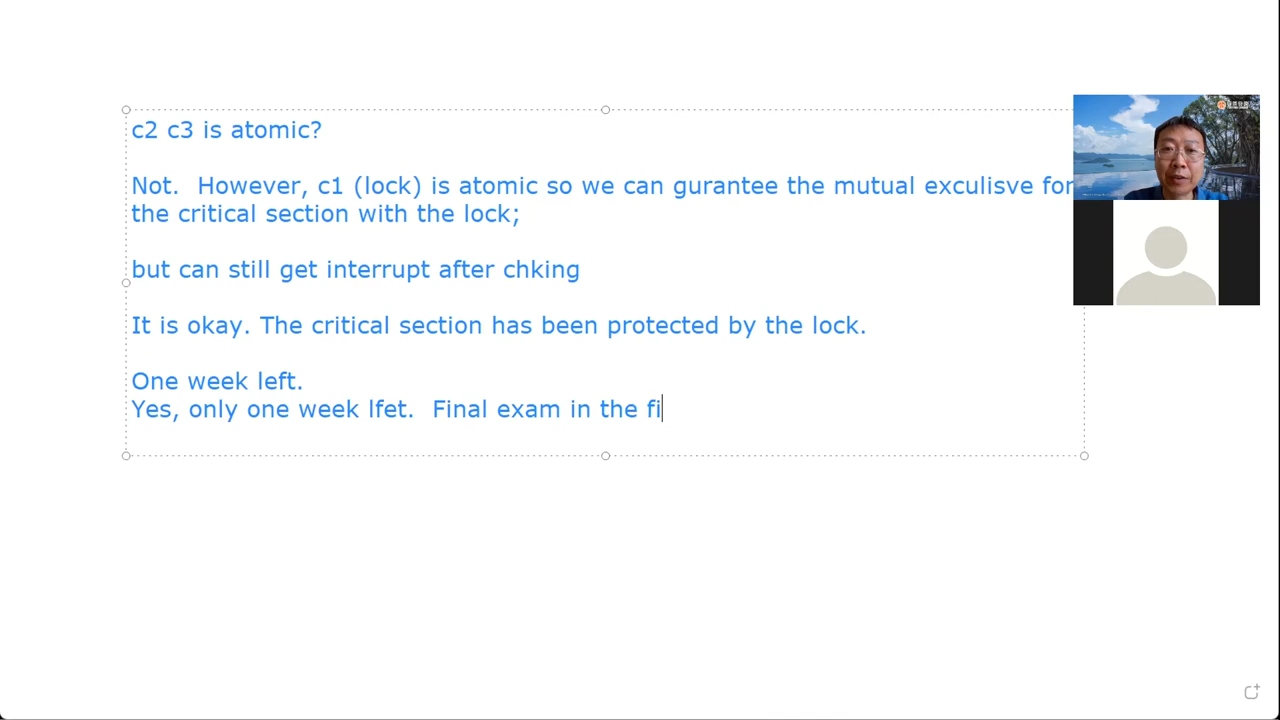 c2 c3 is atomic?
Not.  However, c1 (lock) is atomic so we can gurantee the mutual exculisve for
the critical section with the lock;
but can still get interrupt after chking
It is okay. The critical section has been protected by the lock.
One week left.
Yes, only one week lfet.  Final exam in the fi